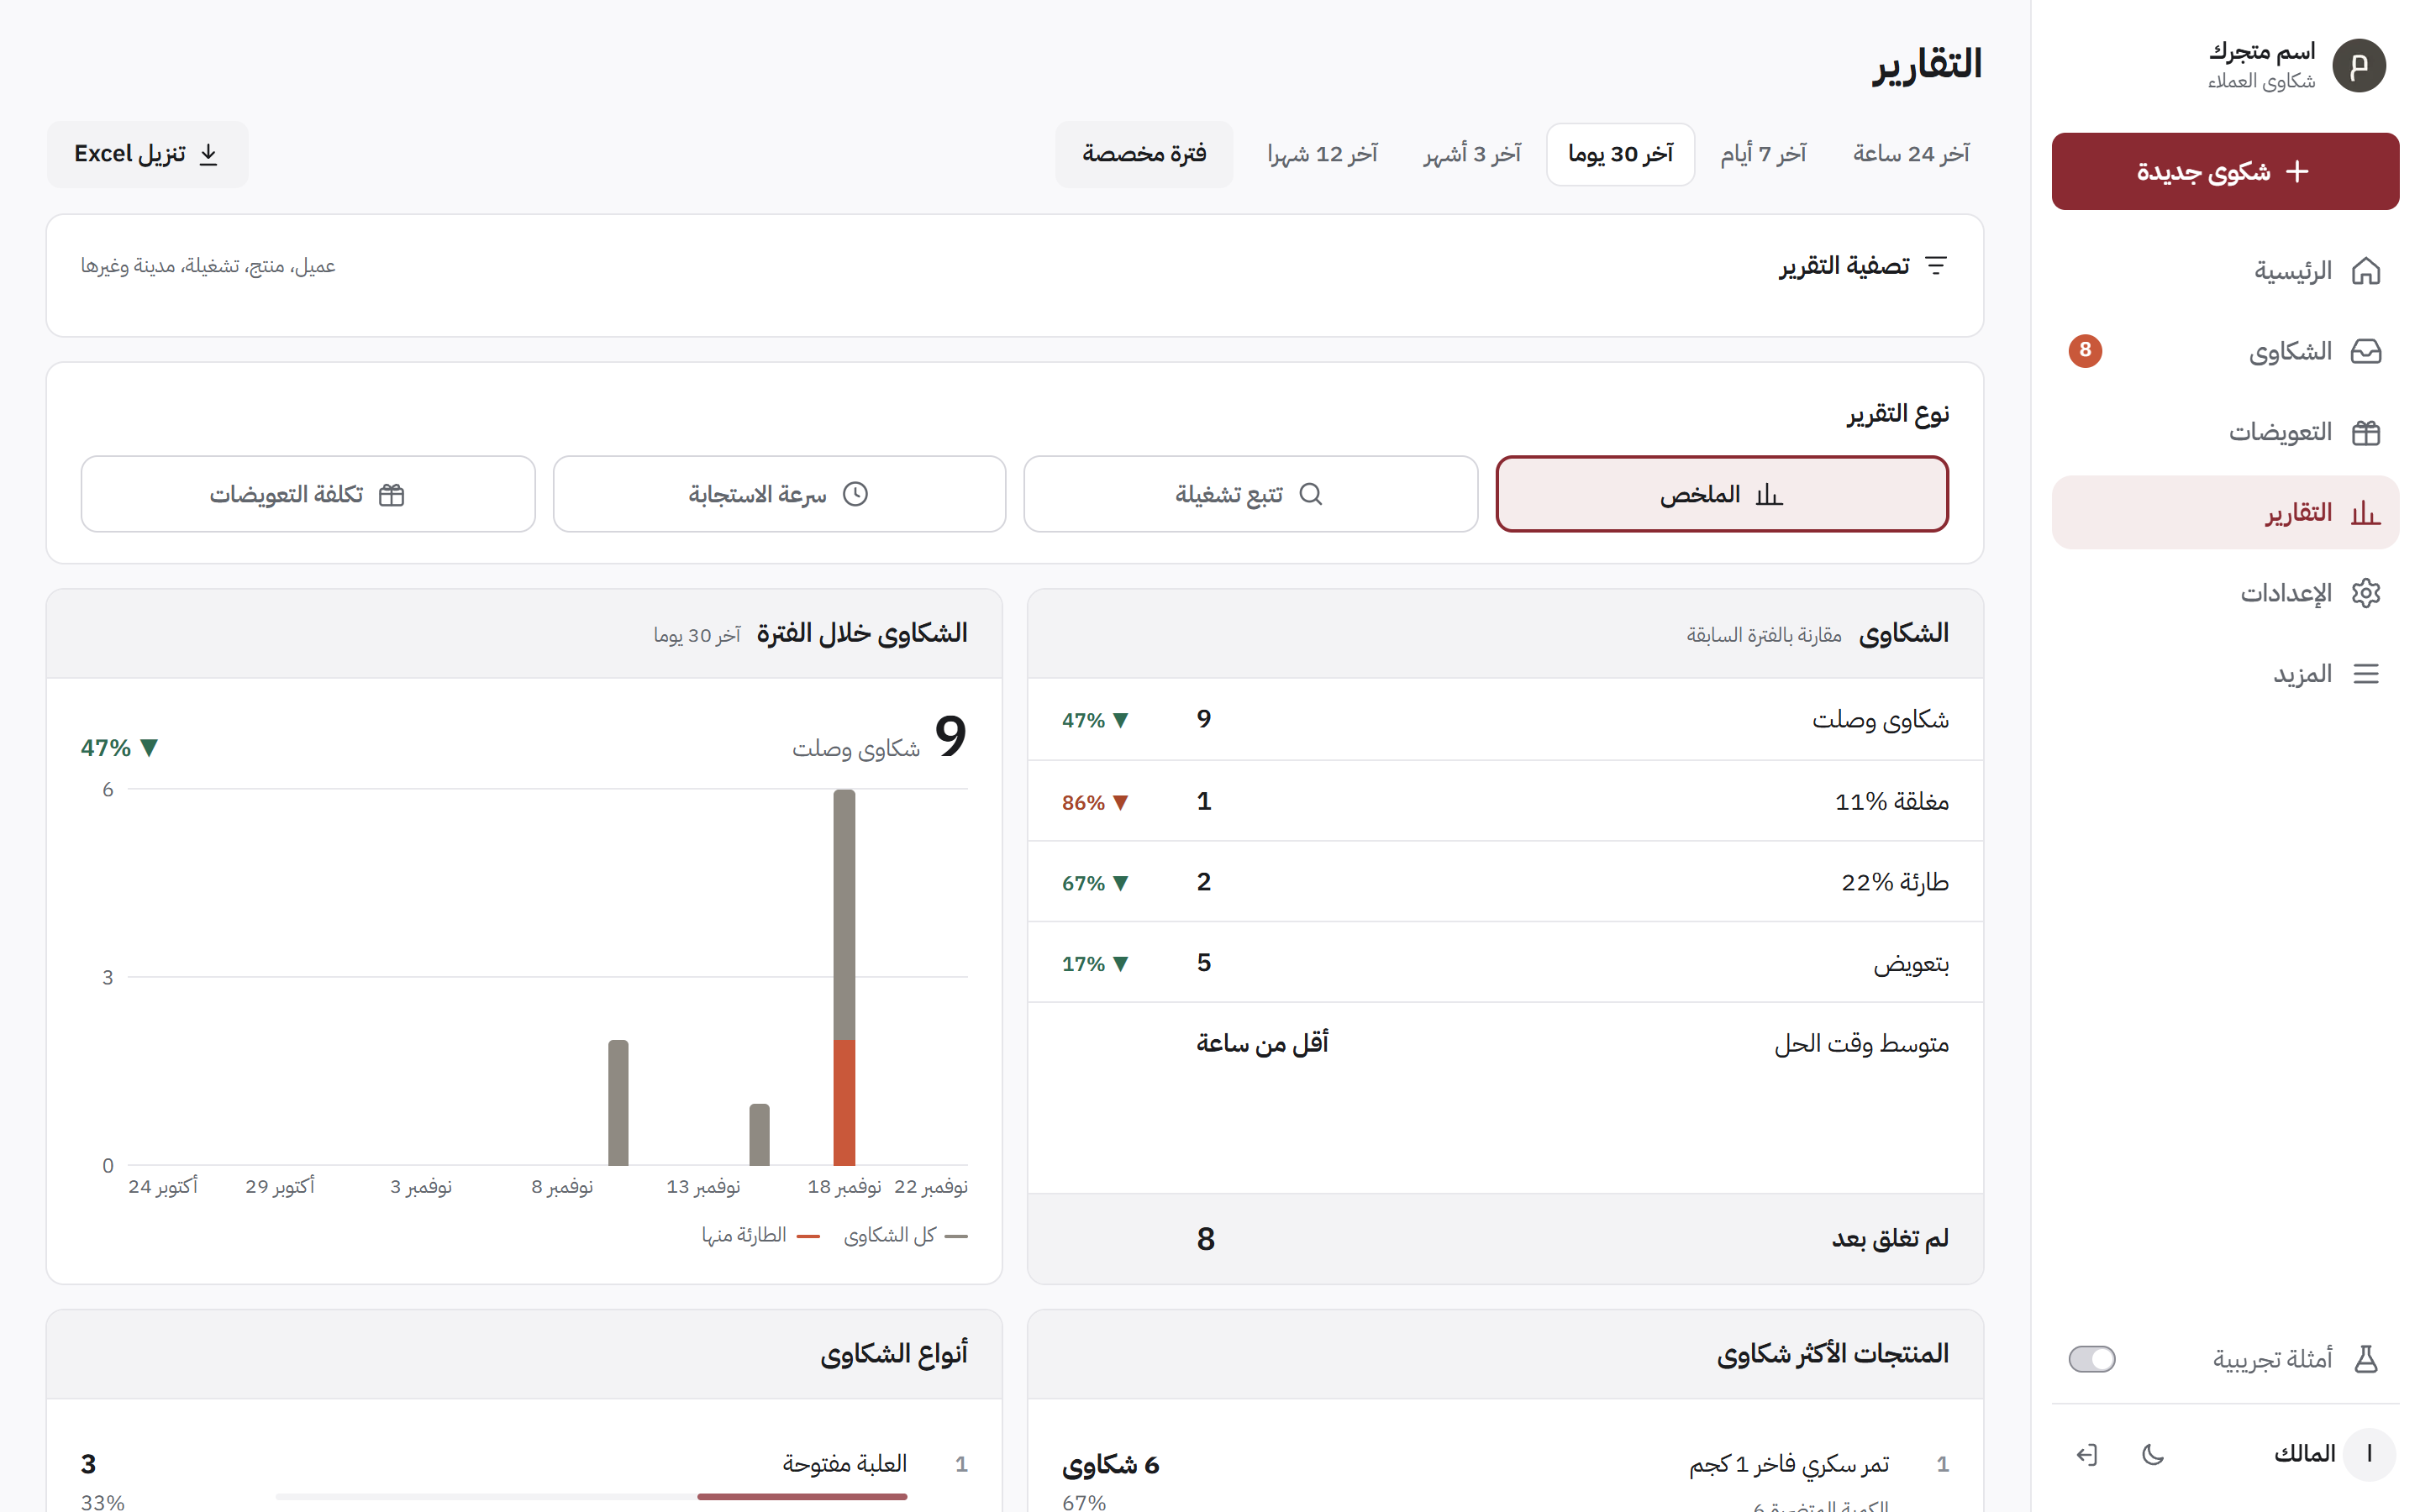 اسم متجرك
شكاوى العملاء
م
شكوى جديدة
الرئيسية
الشكاوى
8
التعويضات
التقارير
الإعدادات
المزيد
أمثلة تجريبية
ا
المالك
التقارير
آخر 24 ساعة
آخر 7 أيام
آخر 30 يوما
آخر 3 أشهر
آخر 12 شهرا
فترة مخصصة
تنزيل Excel
تصفية التقرير
عميل، منتج، تشغيلة، مدينة وغيرها
نوع التقرير
الملخص
تتبع تشغيلة
سرعة الاستجابة
تكلفة التعويضات
الشكاوى مقارنة بالفترة السابقة
شكاوى وصلت 9 ▼ 47%
مغلقة 11% 1 ▼ 86%
طارئة 22% 2 ▼ 67%
بتعويض 5 ▼ 17%
متوسط وقت الحل أقل من ساعة
لم تغلق بعد 8
الشكاوى خلال الفترة آخر 30 يوما
9 شكاوى وصلت ▼ 47%
6
3
0
24 أكتوبر
29 أكتوبر
3 نوفمبر
8 نوفمبر
13 نوفمبر
18 نوفمبر
22 نوفمبر
كل الشكاوى
الطارئة منها
المنتجات الأكثر شكاوى
1 تمر سكري فاخر 1 كجم 6 شكاوى
الكمية المتضررة 6
67%
أنواع الشكاوى
1 العلبة مفتوحة 3
33%